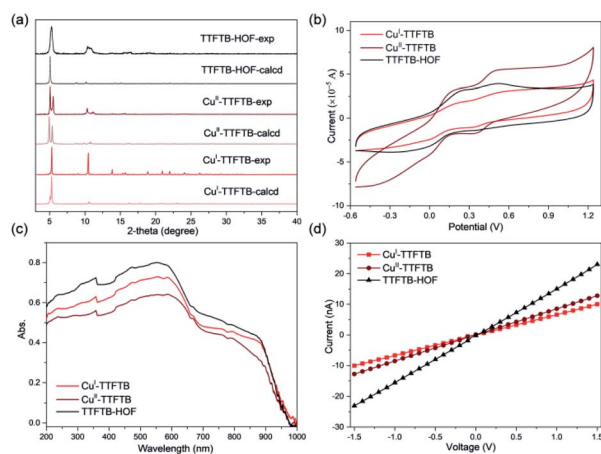 (a)
TTFTB-HOF-exp
TTFTB-HOF-calcd
Cuᴵᴵ-TTFTB-exp
Cuᴵᴵ-TTFTB-calcd
Cuᴵ-TTFTB-exp
Cuᴵ-TTFTB-calcd
5 10 15 20 25 30 35 40
2-theta (degree)
(b)
Cuᴵ-TTFTB
Cuᴵᴵ-TTFTB
TTFTB-HOF
10
5
0
-5
-10
Current (×10⁻⁵ A)
-0.6 -0.3 0.0 0.3 0.6 0.9 1.2
Potential (V)
(c)
0.8
0.6
0.4
0.2
0.0
Abs.
Cuᴵ-TTFTB
Cuᴵᴵ-TTFTB
TTFTB-HOF
200 300 400 500 600 700 800 900 1000
Wavelength (nm)
(d)
Cuᴵ-TTFTB
Cuᴵᴵ-TTFTB
TTFTB-HOF
30
20
10
0
-10
-20
-30
Current (nA)
-1.5 -1.0 -0.5 0.0 0.5 1.0 1.5
Voltage (V)